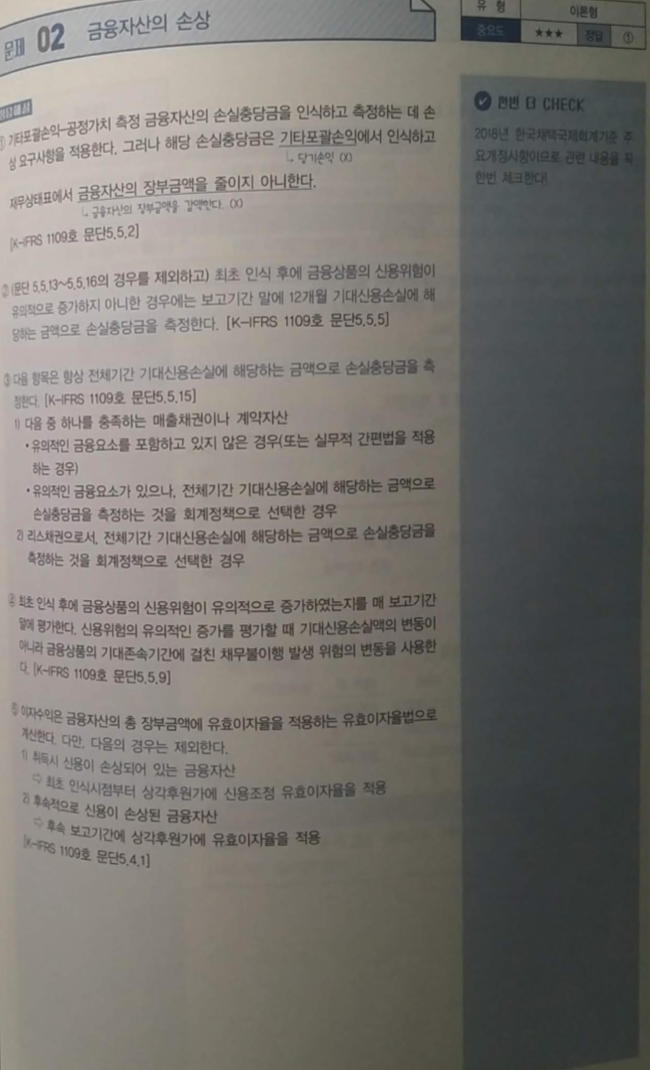 문제 02 금융자산의 손상
유 형 이론형
중요도 ★★★ 정답 ①
① 기타포괄손익-공정가치 측정 금융자산의 손실충당금을 인식하고 측정하는 데 손
상 요구사항을 적용한다. 그러나 해당 손실충당금은 기타포괄손익에서 인식하고
↳ 당기손익 (X)
재무상태표에서 금융자산의 장부금액을 줄이지 아니한다.
↳ 금융자산의 장부금액을 감액한다. (X)
[K-IFRS 1109호 문단5.5.2]
② (문단 5.5.13~5.5.16의 경우를 제외하고) 최초 인식 후에 금융상품의 신용위험이
유의적으로 증가하지 아니한 경우에는 보고기간 말에 12개월 기대신용손실에 해
당하는 금액으로 손실충당금을 측정한다. [K-IFRS 1109호 문단5.5.5]
③ 다음 항목은 항상 전체기간 기대신용손실에 해당하는 금액으로 손실충당금을 측
정한다. [K-IFRS 1109호 문단5.5.15]
1) 다음 중 하나를 충족하는 매출채권이나 계약자산
• 유의적인 금융요소를 포함하고 있지 않은 경우(또는 실무적 간편법을 적용
하는 경우)
• 유의적인 금융요소가 있으나, 전체기간 기대신용손실에 해당하는 금액으로
손실충당금을 측정하는 것을 회계정책으로 선택한 경우
2) 리스채권으로서, 전체기간 기대신용손실에 해당하는 금액으로 손실충당금을
측정하는 것을 회계정책으로 선택한 경우
④ 최초 인식 후에 금융상품의 신용위험이 유의적으로 증가하였는지를 매 보고기간
말에 평가한다. 신용위험의 유의적인 증가를 평가할 때 기대신용손실액의 변동이
아니라 금융상품의 기대존속기간에 걸친 채무불이행 발생 위험의 변동을 사용한
다. [K-IFRS 1109호 문단5.5.9]
⑤ 이자수익은 금융자산의 총 장부금액에 유효이자율을 적용하는 유효이자율법으로
계산한다. 다만, 다음의 경우는 제외한다.
1) 취득시 신용이 손상되어 있는 금융자산
⇨ 최초 인식시점부터 상각후원가에 신용조정 유효이자율을 적용
2) 후속적으로 신용이 손상된 금융자산
⇨ 후속 보고기간에 상각후원가에 유효이자율을 적용
[K-IFRS 1109호 문단5.4.1]
한번 더 CHECK
2018년 한국채택국제회계기준 주
요개정사항이므로 관련 내용을 꼭
한번 체크한다!